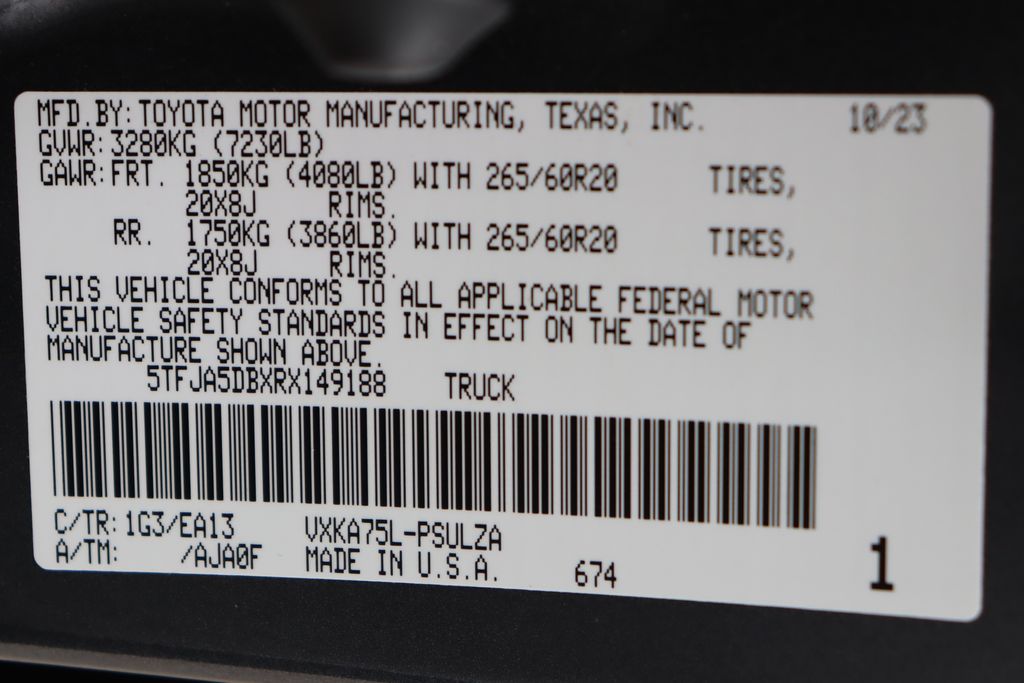 MFD.BY: TOYOTA MOTOR MANUFACTURING, TEXAS, INC. 10/23
GVWR: 3280KG (7230LB)
GAWR: FRT. 1850KG (4080LB) WITH 265/60R20 TIRES,
20X8J RIMS.
RR. 1750KG (3860LB) WITH 265/60R20 TIRES,
20X8J RIMS.
THIS VEHICLE CONFORMS TO ALL APPLICABLE FEDERAL MOTOR
VEHICLE SAFETY STANDARDS IN EFFECT ON THE DATE OF
MANUFACTURE SHOWN ABOVE.
5TFJA5DBXRX149188 TRUCK
C/TR: 1G3/EA13 VXKA75L-PSULZA
A/TM: /AJA0F MADE IN U.S.A. 674 1